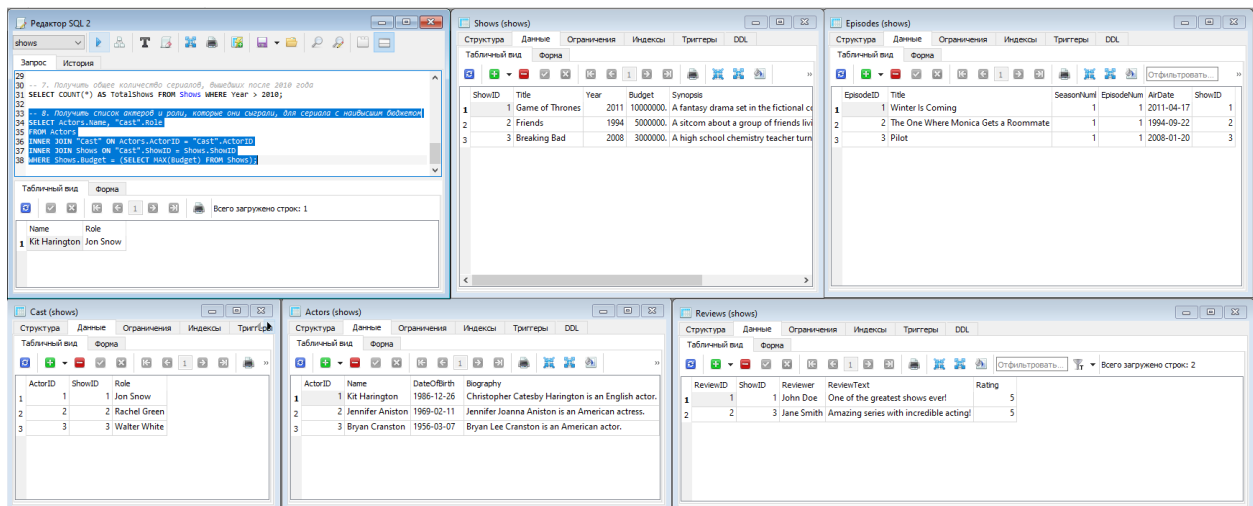 Редактор SQL 2
shows
Запрос История
29
30 -- 7. Получить общее количество сериалов, вышедших после 2010 года
31 SELECT COUNT(*) AS TotalShows FROM Shows WHERE Year > 2010;
32
33 -- 8. Получить список актеров и роли, которые они сыграли, для сериала с наибольшим бюджетом
34 SELECT Actors.Name, "Cast".Role
35 FROM Actors
36 INNER JOIN "Cast" ON Actors.ActorID = "Cast".ActorID
37 INNER JOIN Shows ON "Cast".ShowID = Shows.ShowID
38 WHERE Shows.Budget = (SELECT MAX(Budget) FROM Shows);
Табличный вид Форма
1 Всего загружено строк: 1
Name Role
1 Kit Harington Jon Snow
Shows (shows)
Структура Данные Ограничения Индексы Триггеры DDL
Табличный вид Форма
1 »
ShowID Title Year Budget Synopsis
1 1 Game of Thrones 2011 10000000. A fantasy drama set in the fictional co
2 2 Friends 1994 5000000. A sitcom about a group of friends livi
3 3 Breaking Bad 2008 3000000. A high school chemistry teacher turn
Episodes (shows)
Структура Данные Ограничения Индексы Триггеры DDL
Табличный вид Форма
1 Отфильтровать... »
EpisodeID Title SeasonNuml EpisodeNum AirDate ShowID
1 1 Winter Is Coming 1 1 2011-04-17 1
2 2 The One Where Monica Gets a Roommate 1 1 1994-09-22 2
3 3 Pilot 1 1 2008-01-20 3
Cast (shows)
Структура Данные Ограничения Индексы Триггеры
Табличный вид Форма
1 »
ActorID ShowID Role
1 1 1 Jon Snow
2 2 2 Rachel Green
3 3 3 Walter White
Actors (shows)
Структура Данные Ограничения Индексы Триггеры DDL
Табличный вид Форма
1 »
ActorID Name DateOfBirth Biography
1 1 Kit Harington 1986-12-26 Christopher Catesby Harington is an English actor.
2 2 Jennifer Aniston 1969-02-11 Jennifer Joanna Aniston is an American actress.
3 3 Bryan Cranston 1956-03-07 Bryan Lee Cranston is an American actor.
Reviews (shows)
Структура Данные Ограничения Индексы Триггеры DDL
Табличный вид Форма
1 Отфильтровать... Всего загружено строк: 2
ReviewID ShowID Reviewer ReviewText Rating
1 1 1 John Doe One of the greatest shows ever! 5
2 2 3 Jane Smith Amazing series with incredible acting! 5